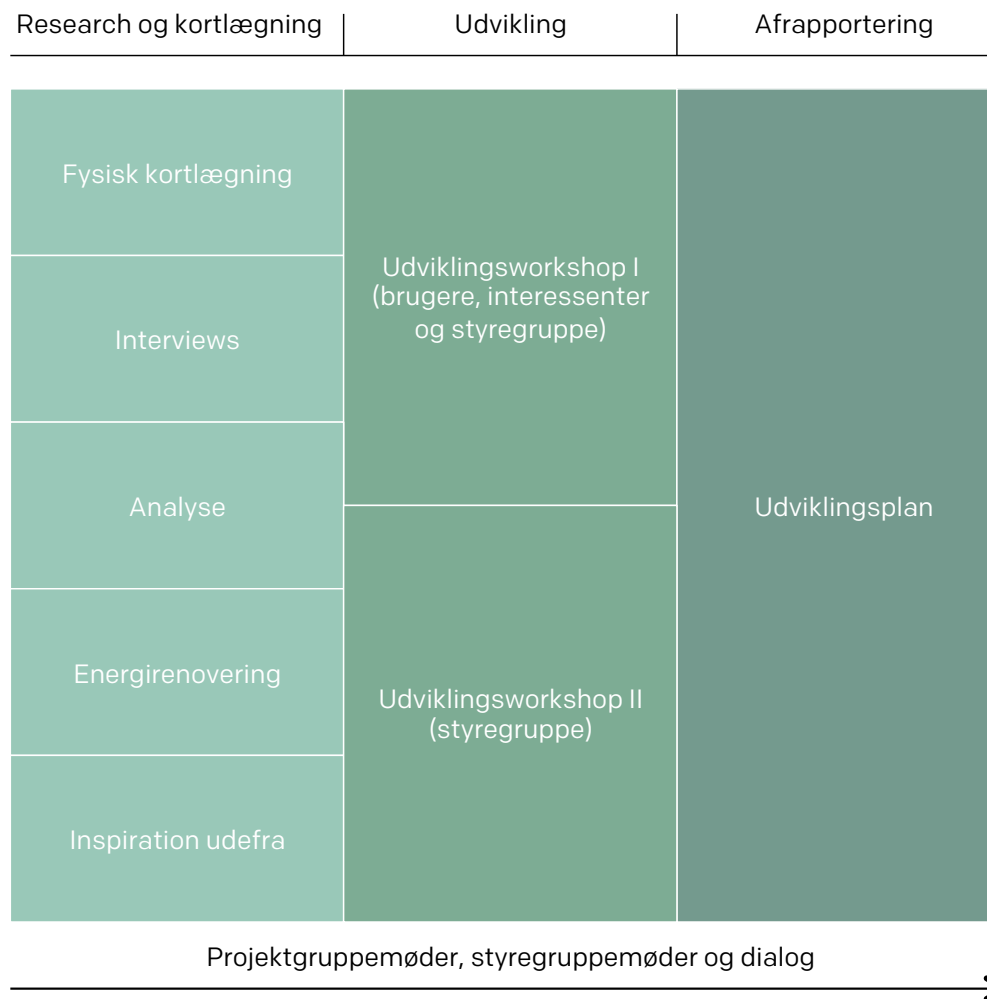 Research og kortlægning
Udvikling
Afrapportering
Fysisk kortlægning
Interviews
Analyse
Energirenovering
Inspiration udefra
Udviklingsworkshop I
(brugere, interessenter
og styregruppe)
Udviklingsworkshop II
(styregruppe)
Udviklingsplan
Projektgruppemøder, styregruppemøder og dialog